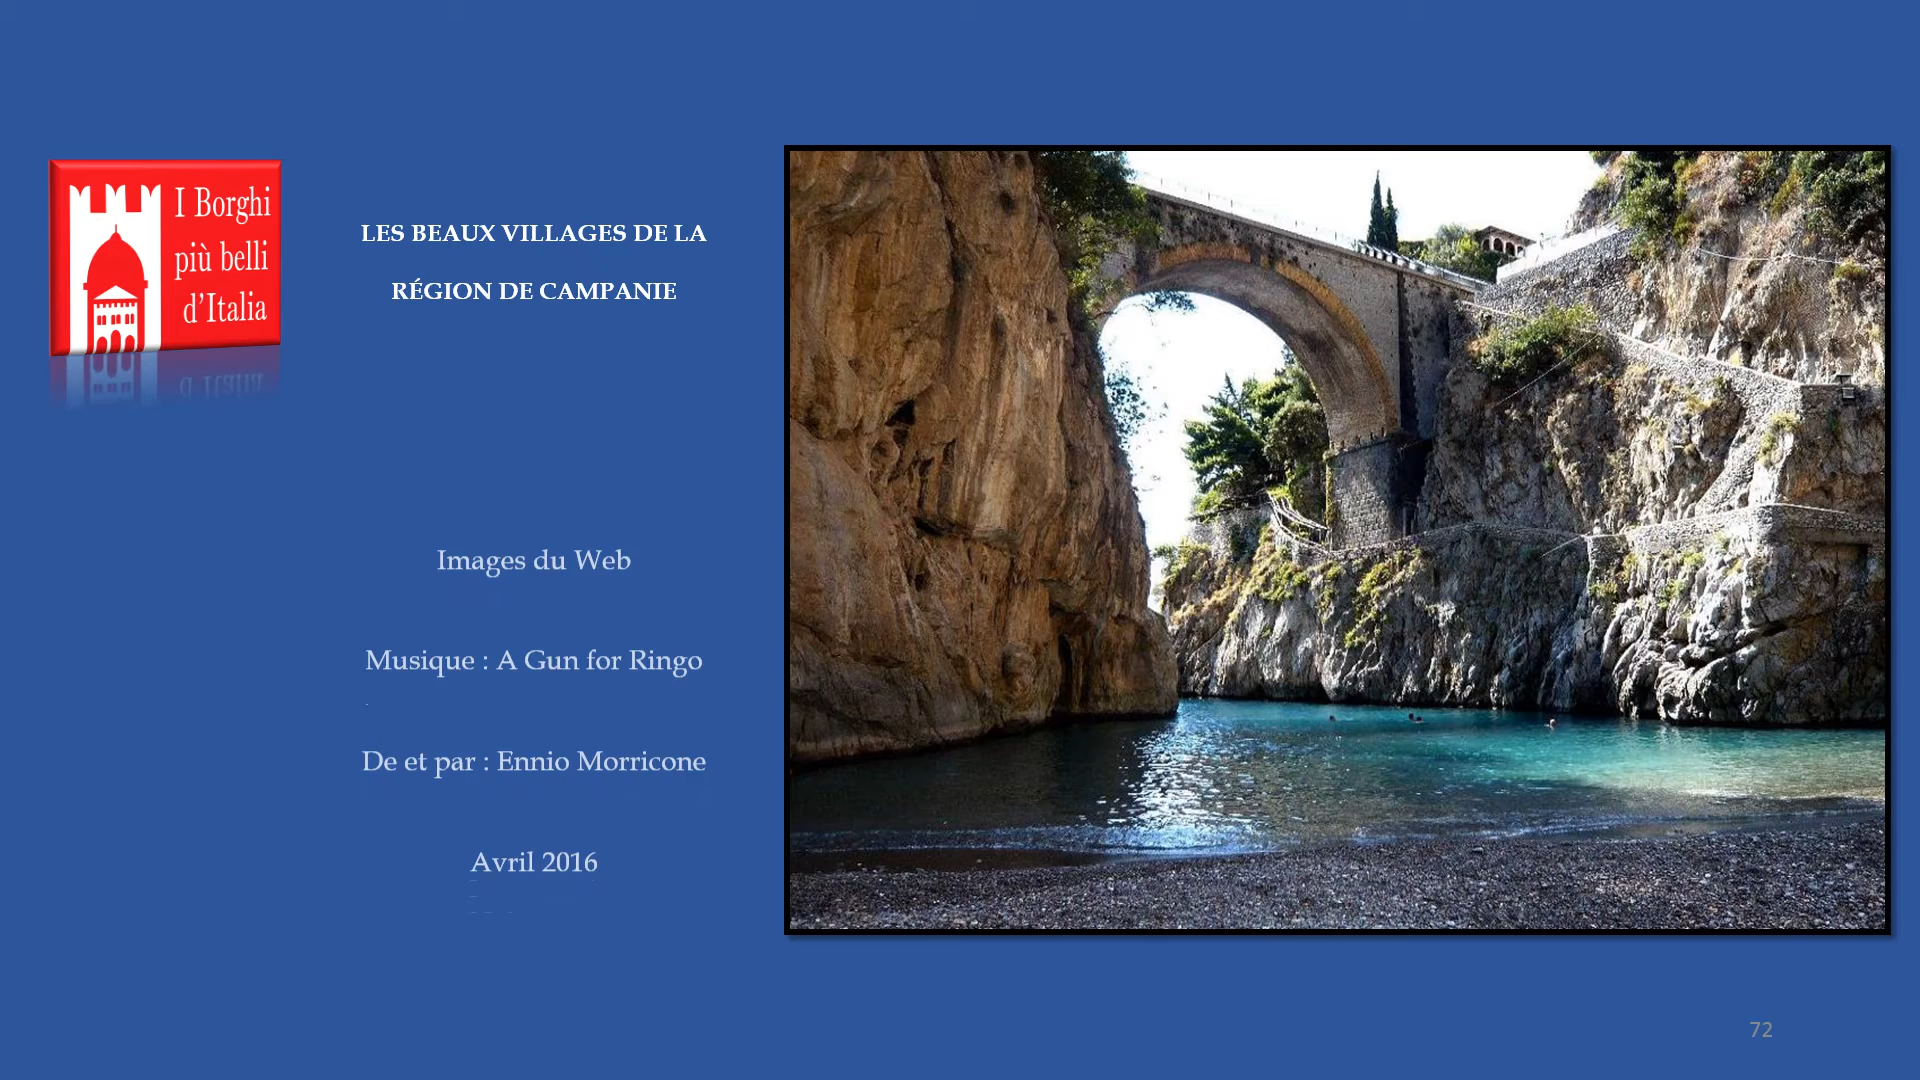 I Borghi
più belli
d'Italia
LES BEAUX VILLAGES DE LA
RÉGION DE CAMPANIE
Images du Web
Musique : A Gun for Ringo
De et par : Ennio Morricone
Avril 2016
72